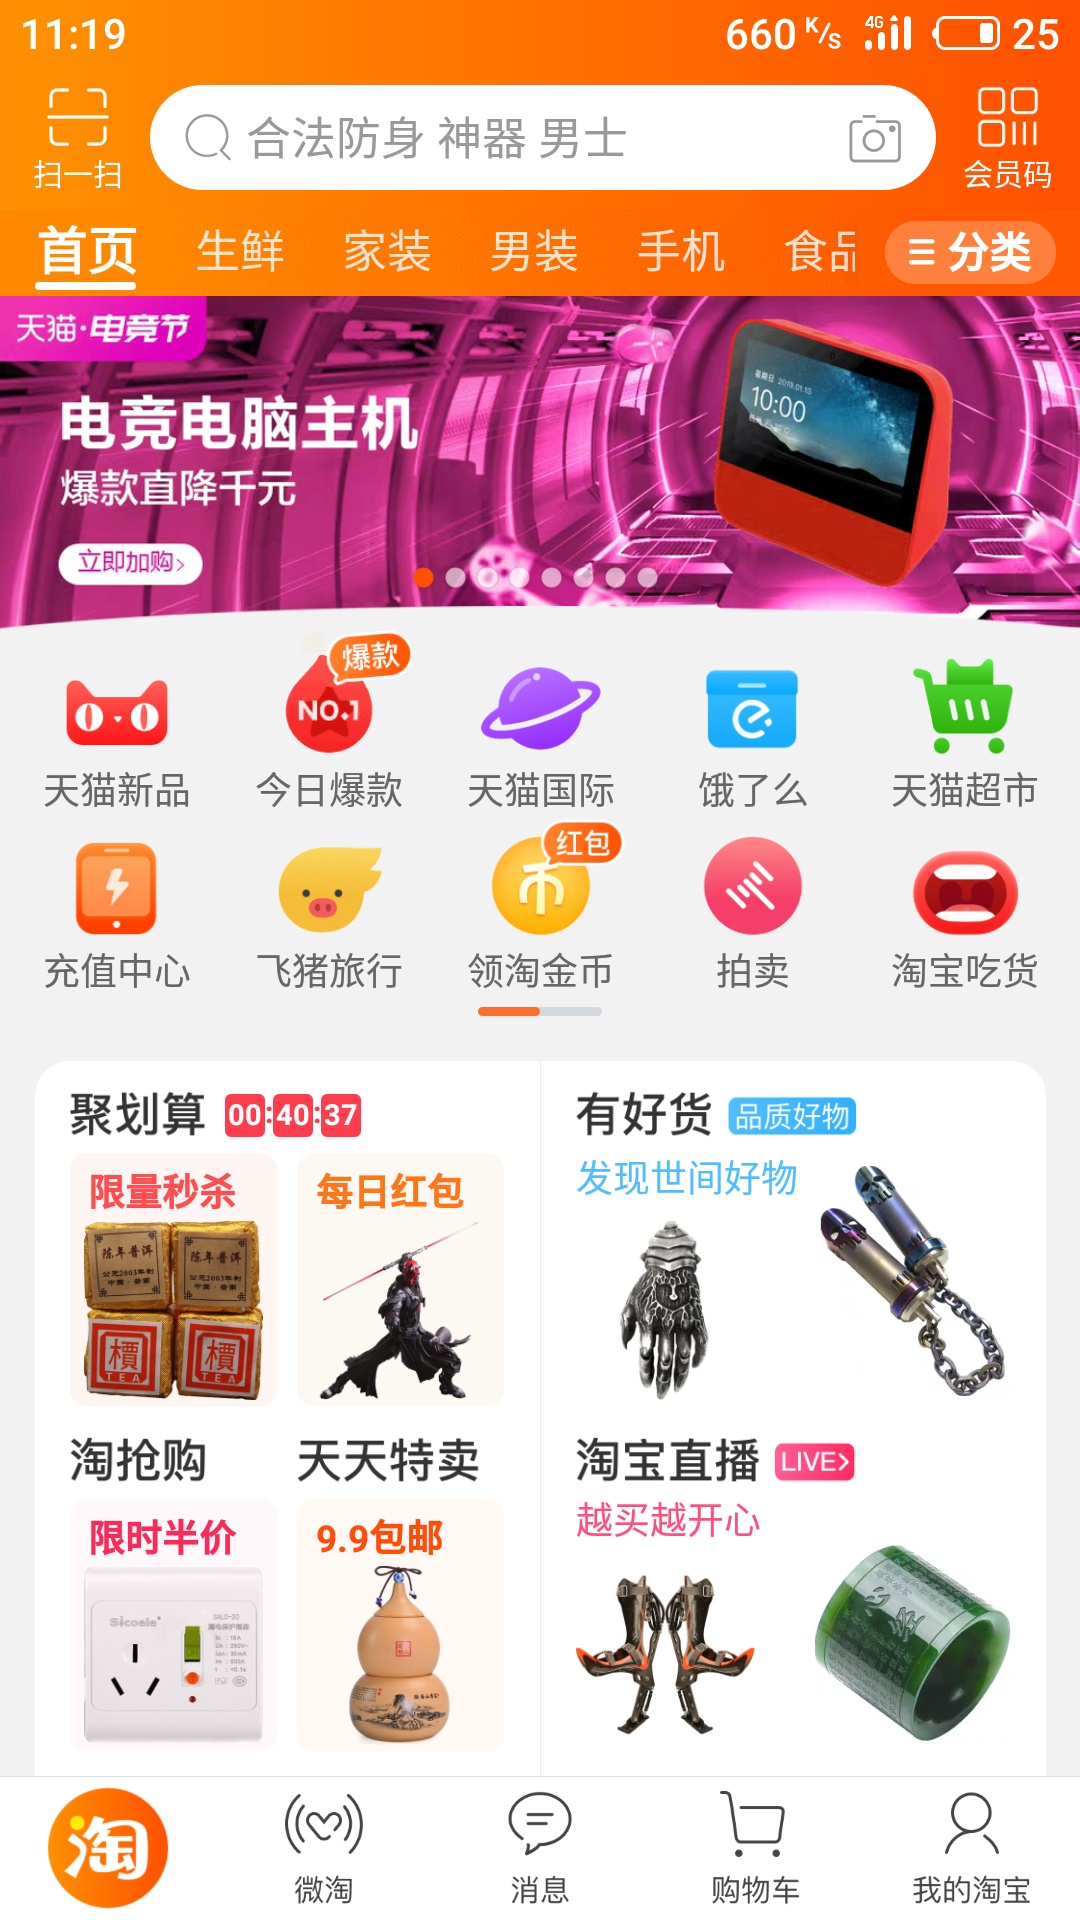 11:19
660 K/s 4G 25
扫一扫
合法防身 神器 男士
会员码
首页 生鲜 家装 男装 手机 食品 分类
天猫·电竞节
电竞电脑主机
爆款直降千元
立即加购>
星期日 2019.01.13
10:00
爆款
NO.1
天猫新品 今日爆款 天猫国际 饿了么 天猫超市
红包
充值中心 飞猪旅行 领淘金币 拍卖 淘宝吃货
聚划算 00:40:37
有好货 品质好物
限量秒杀 每日红包
发现世间好物
陈年普洱
陈年普洱
TEA TEA
淘抢购 天天特卖
淘宝直播 LIVE>
限时半价 9.9包邮
越买越开心
Sicoele
淘
微淘 消息 购物车 我的淘宝